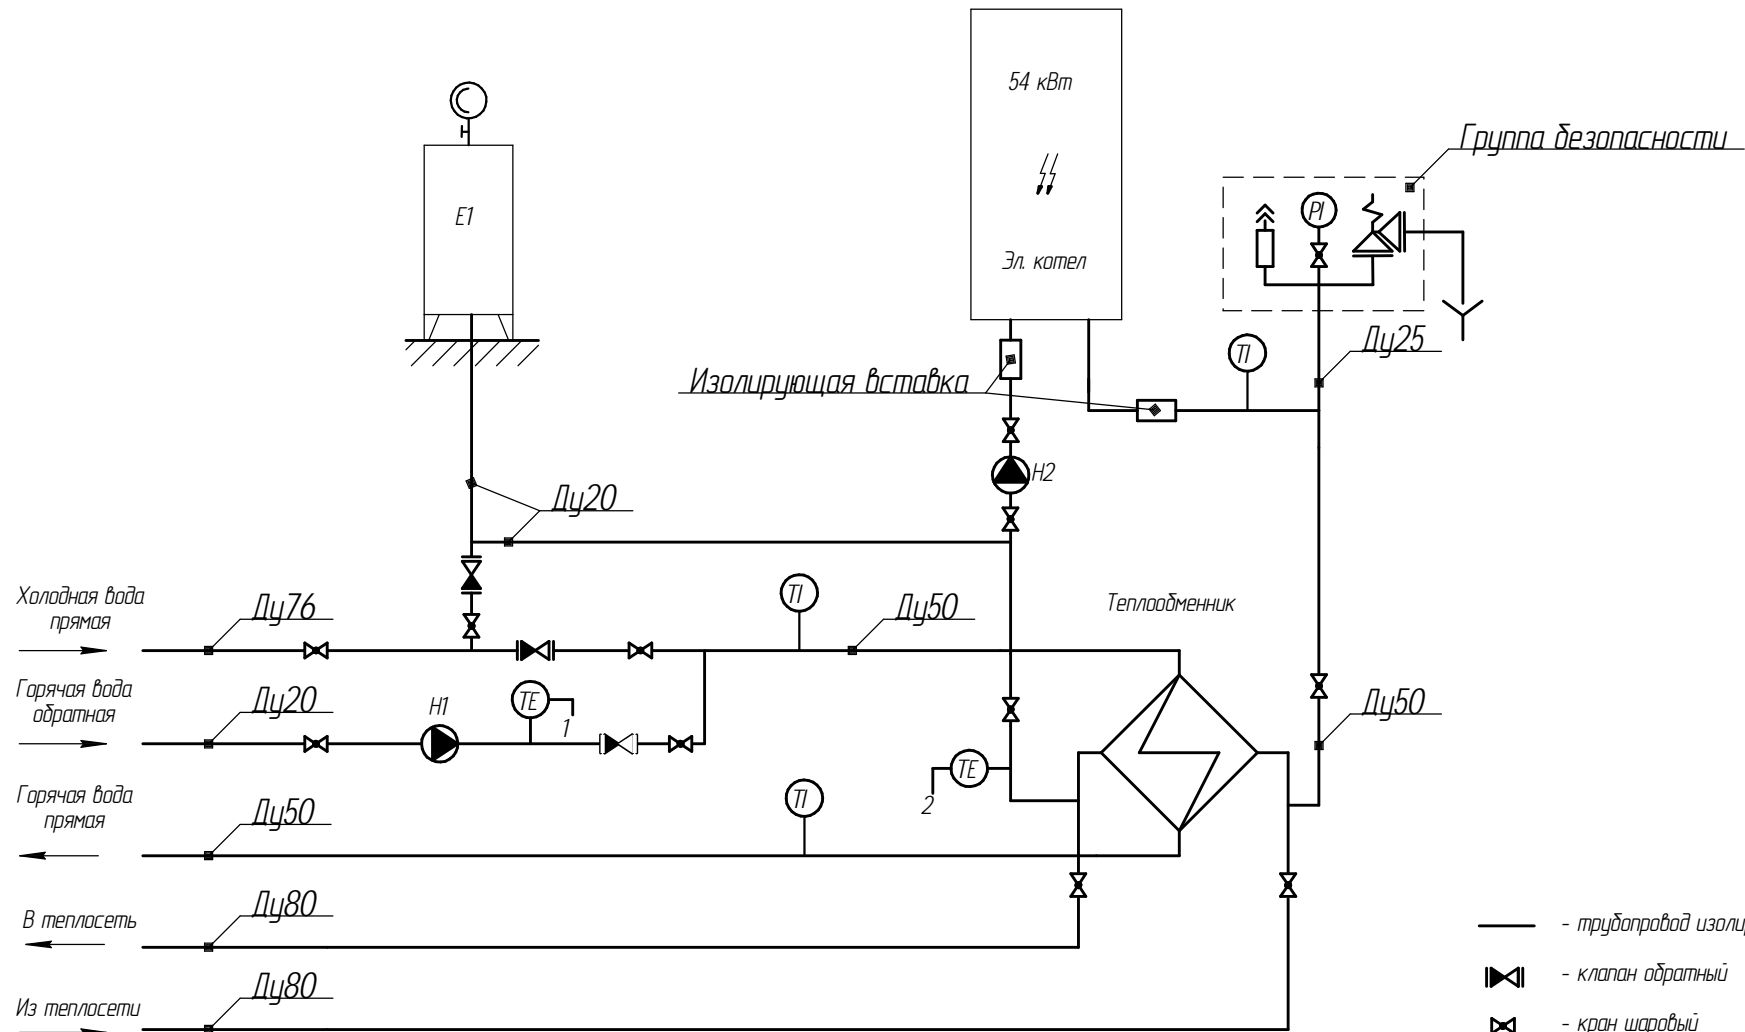 54 кВт
Группа безопасности
PI
E1
Эл. котел
TI
Ду25
Изолирующая вставка
Н2
Ду20
Холодная вода
прямая
Ду76
TI
Ду50
Теплообменник
Горячая вода
обратная
Ду20
Н1
TE
1
Ду50
TE
2
Горячая вода
прямая
Ду50
TI
В теплосеть
Ду80
- трубопровод изоли
- клапан обратный
Из теплосети
Ду80
- кран шаровый